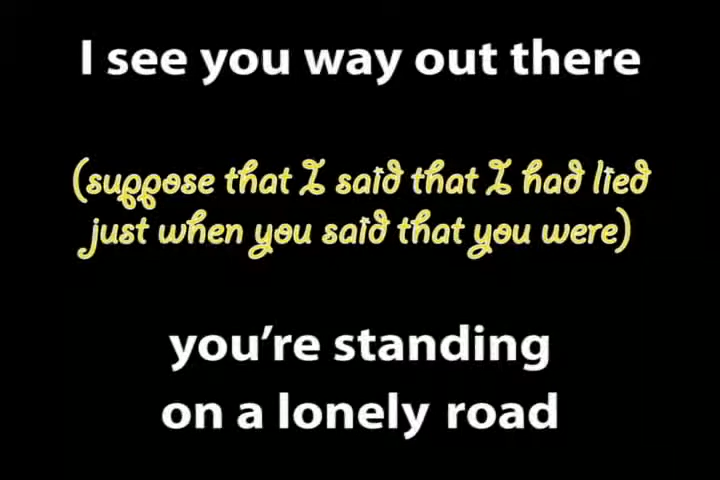 I see you way out there
(suppose that I said that I had lied
just when you said that you were)
you're standing
on a lonely road